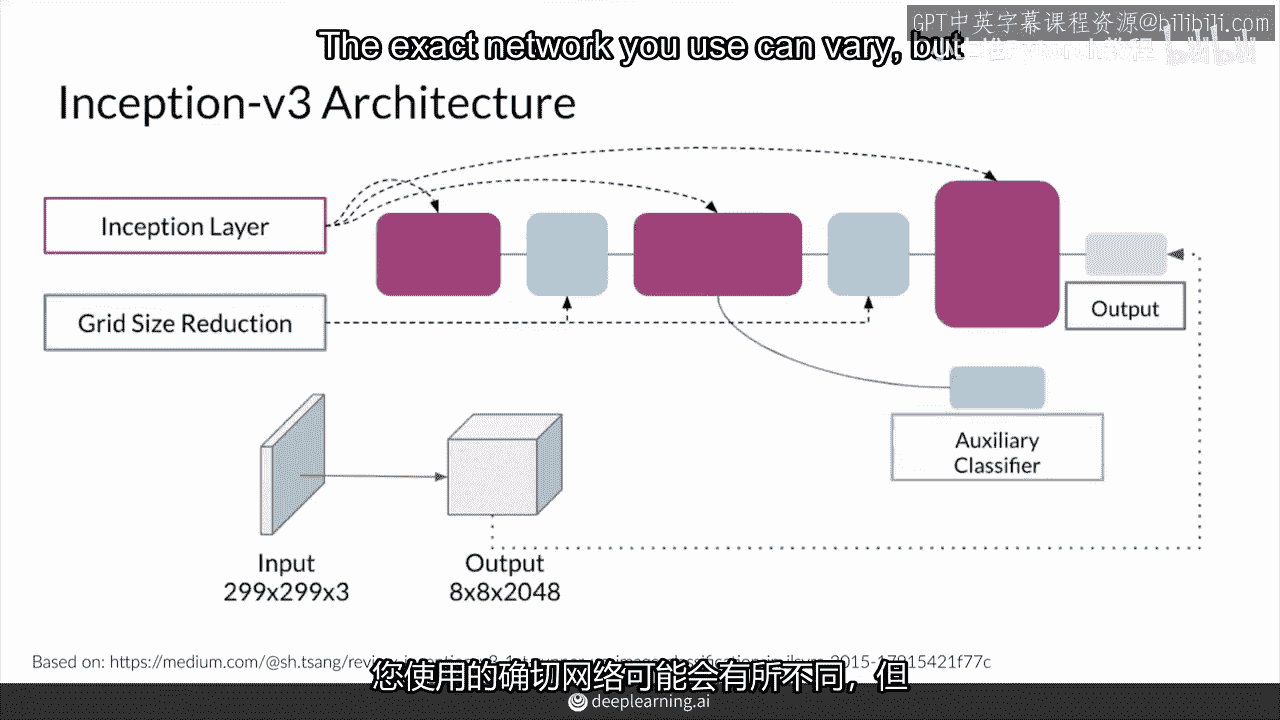 GPT中英字幕课程资源@bilibili.com
The exact network you use can vary, but
bilibili
Inception-v3 Architecture
Inception Layer
Grid Size Reduction
Output
Auxiliary
Classifier
Input
299x299x3
Output
8x8x2048
Based on: https://medium.com/@sh.tsang/review-
2015-17915421f77c
您使用的确切网络可能会有所不同，但
deeplearning.ai